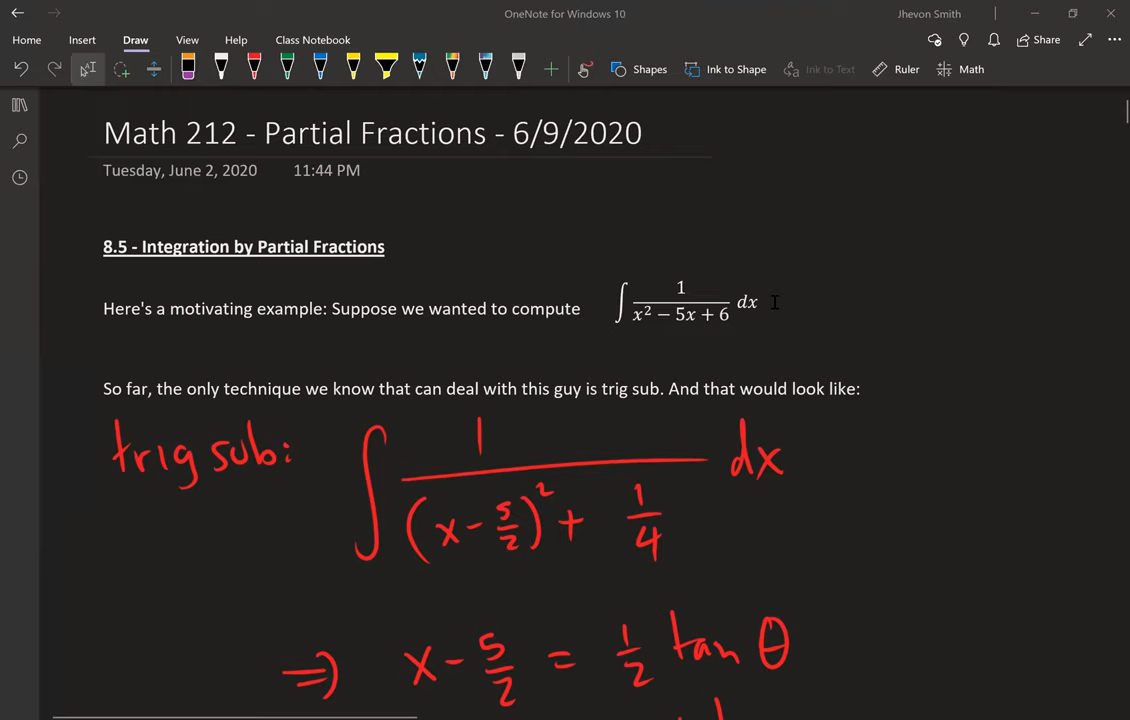 OneNote for Windows 10
Jhevon Smith
Home Insert Draw View Help Class Notebook
Share
Shapes Ink to Shape Ink to Text Ruler Math
Math 212 - Partial Fractions - 6/9/2020
Tuesday, June 2, 2020 11:44 PM
8.5 - Integration by Partial Fractions
Here's a motivating example: Suppose we wanted to compute ∫ 1/(x² − 5x + 6) dx
So far, the only technique we know that can deal with this guy is trig sub. And that would look like:
trig sub: ∫ 1/((x - 5/2)² + 1/4) dx
⇒ x - 5/2 = 1/2 tan θ